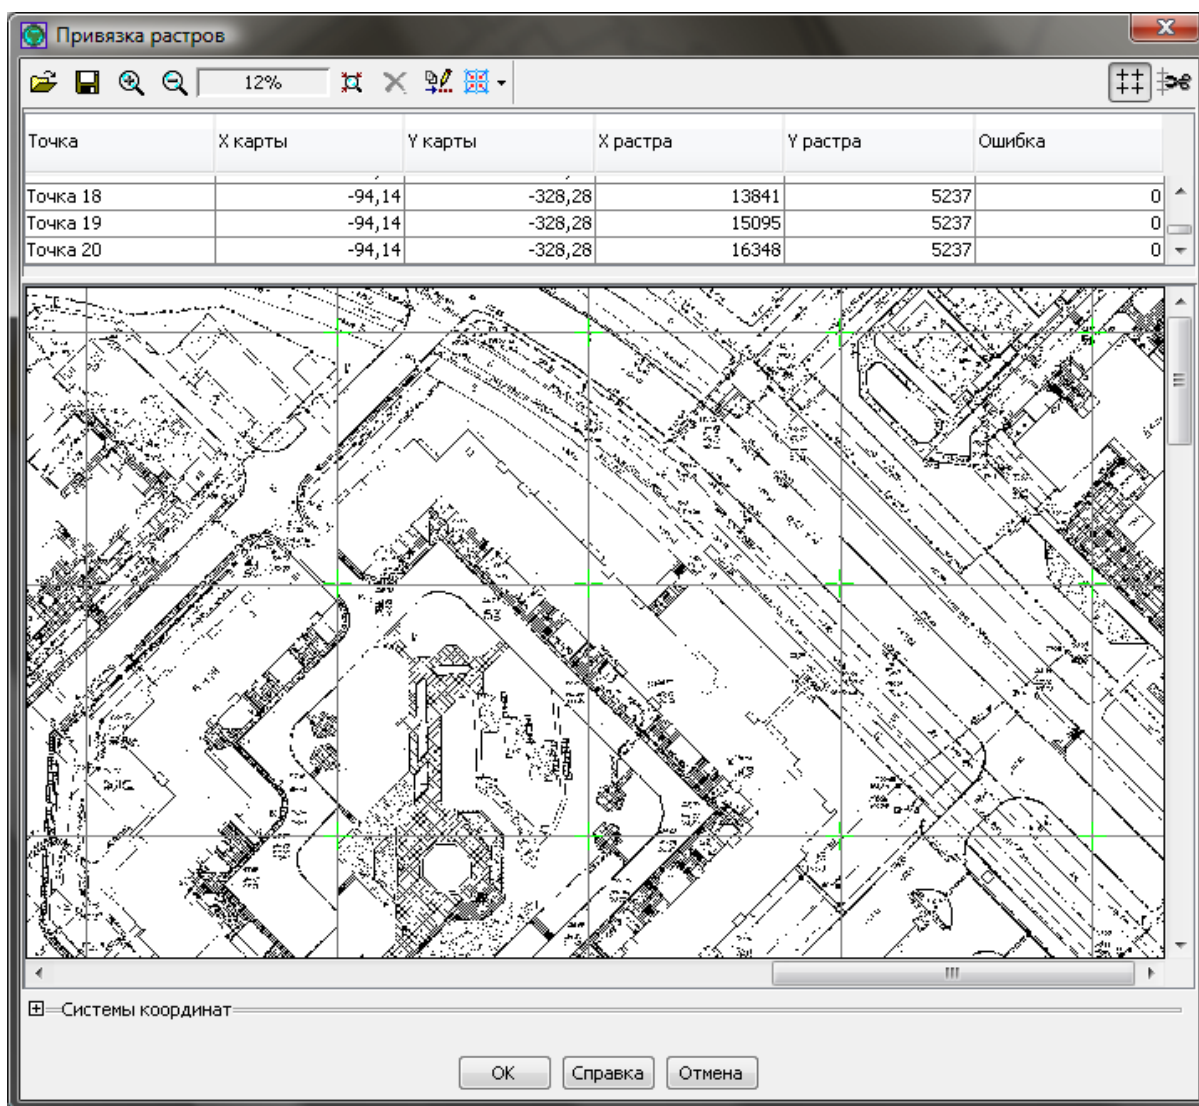 Привязка растров
12%
Точка X карты Y карты X растра Y растра Ошибка
Точка 18 -94,14 -328,28 13841 5237 0
Точка 19 -94,14 -328,28 15095 5237 0
Точка 20 -94,14 -328,28 16348 5237 0
Системы координат
OK Справка Отмена